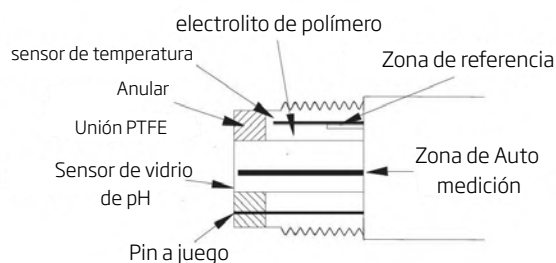 electrolito de polímero
sensor de temperatura
Zona de referencia
Anular
Unión PTFE
Sensor de vidrio
de pH
Zona de Auto
medición
Pin a juego